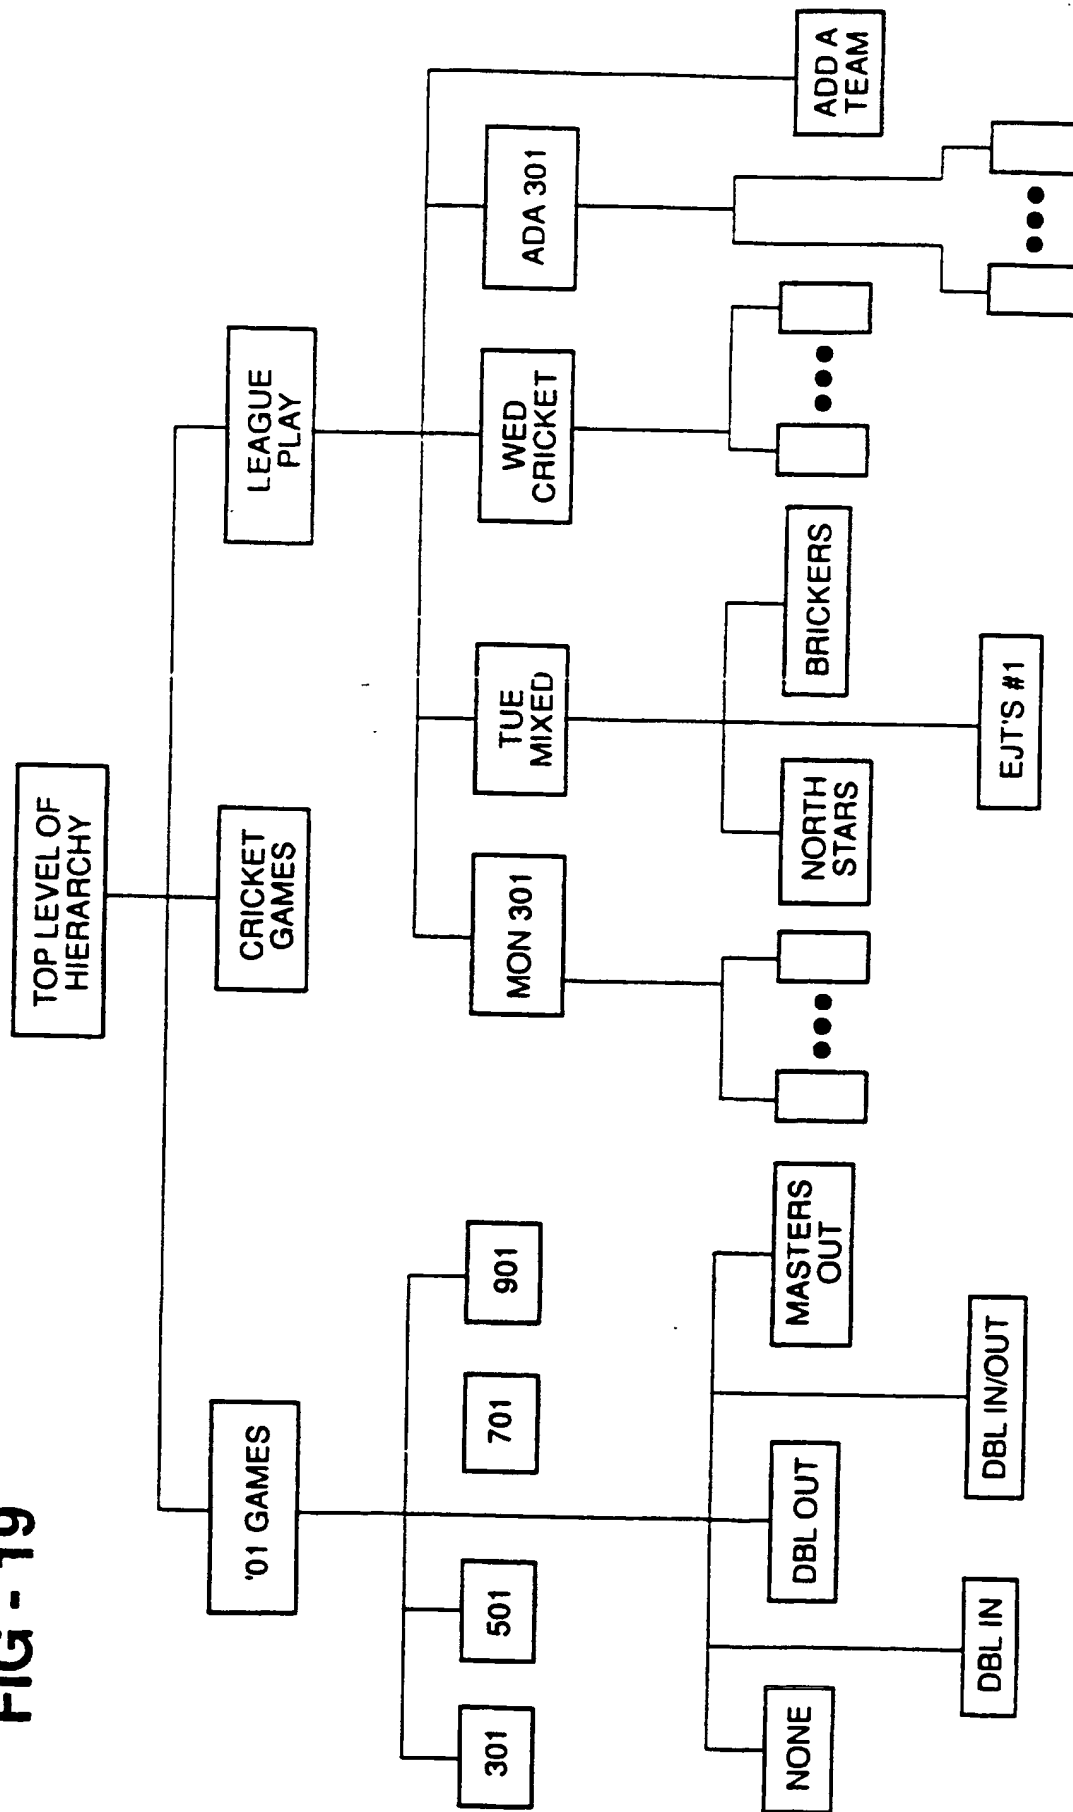 FIG - 19
TOP LEVEL OF
HIERARCHY
'01 GAMES
CRICKET
GAMES
LEAGUE
PLAY
301
501
701
901
MON 301
TUE
MIXED
WED
CRICKET
ADA 301
NONE
DBL OUT
MASTERS
OUT
NORTH
STARS
BRICKERS
ADD A
TEAM
DBL IN
DBL IN/OUT
EJT'S #1